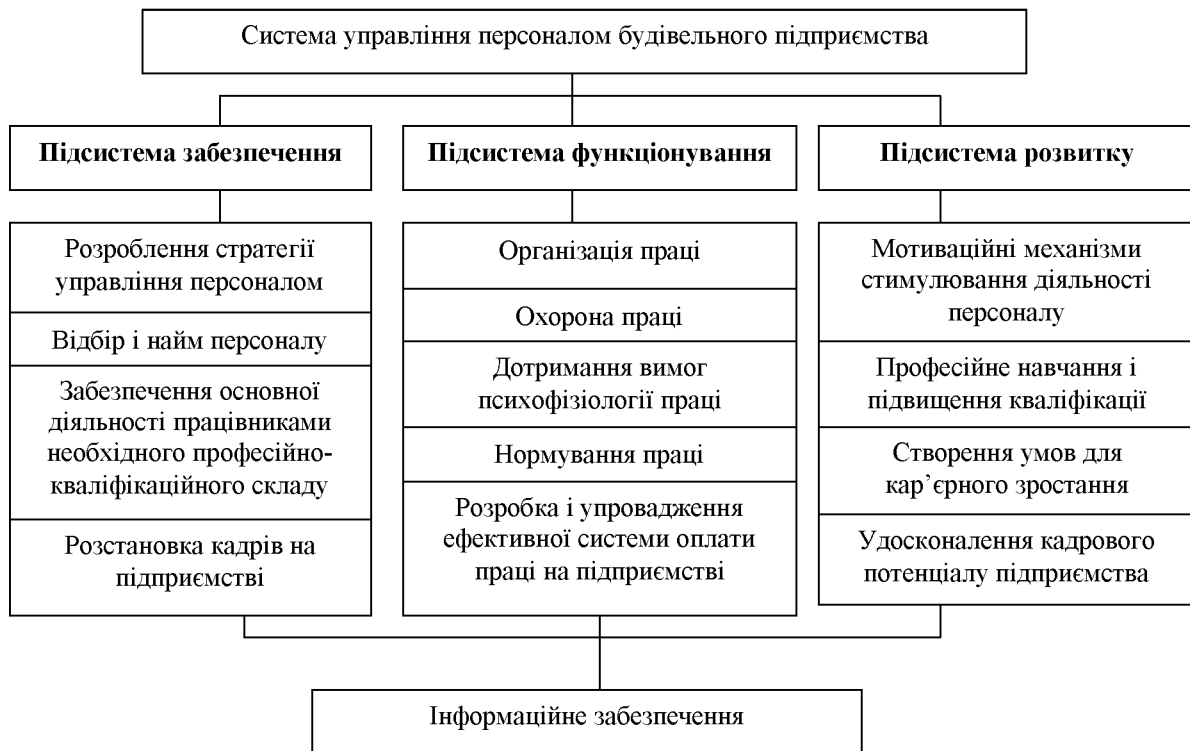 Система управління персоналом будівельного підприємства
Підсистема забезпечення
Розроблення стратегії
управління персоналом
Відбір і найм персоналу
Забезпечення основної
діяльності працівниками
необхідного професійно-
кваліфікаційного складу
Розстановка кадрів на
підприємстві
Підсистема функціонування
Організація праці
Охорона праці
Дотримання вимог
психофізіології праці
Нормування праці
Розробка і упровадження
ефективної системи оплати
праці на підприємстві
Підсистема розвитку
Мотиваційні механізми
стимулювання діяльності
персоналу
Професійне навчання і
підвищення кваліфікації
Створення умов для
кар’єрного зростання
Удосконалення кадрового
потенціалу підприємства
Інформаційне забезпечення